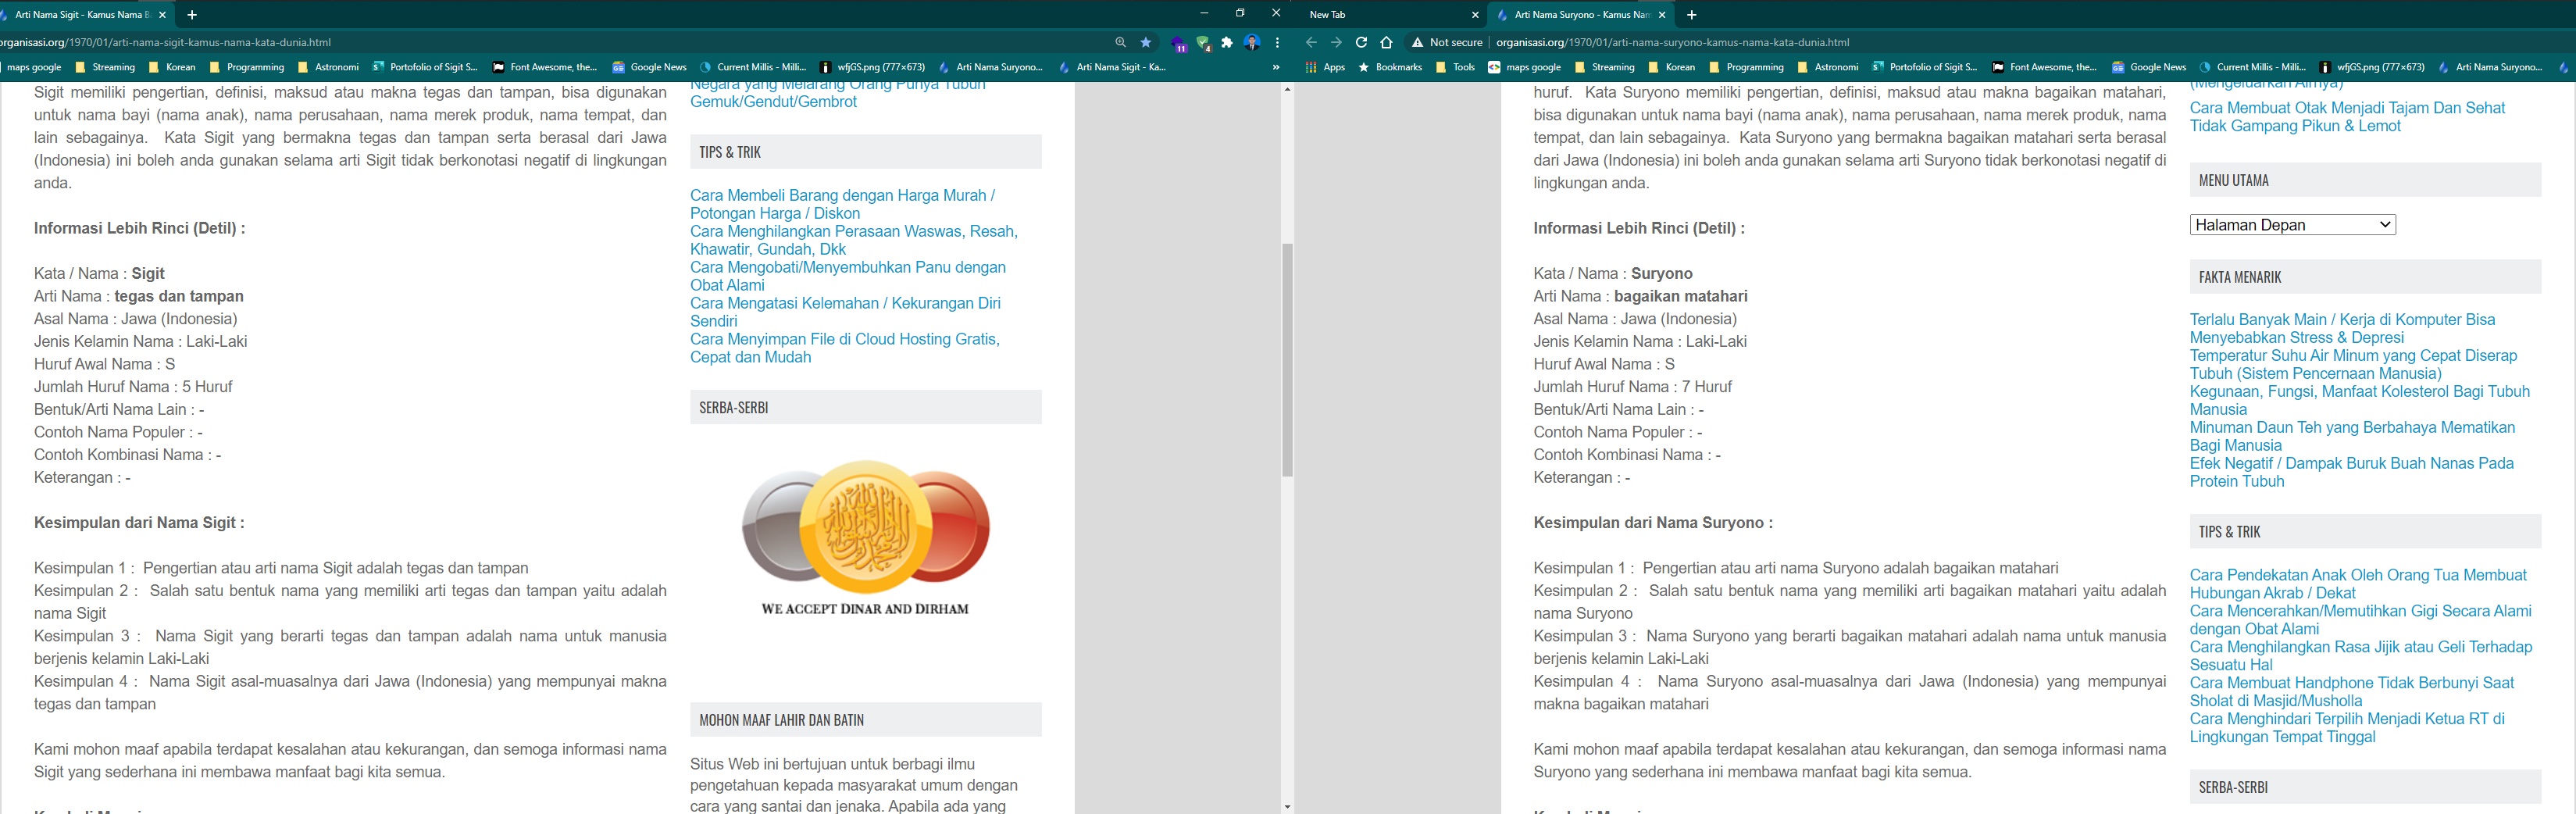 Arti Nama Sigit - Kamus Nama B
organisasi.org/1970/01/arti-nama-sigit-kamus-nama-kata-dunia.html
11
4
maps google
Streaming
Korean
Programming
Astronomi
Portofolio of Sigit S...
Font Awesome, the...
Google News
Current Millis - Milli...
wfjGS.png (777×673)
Arti Nama Suryono...
Arti Nama Sigit - Ka...
»
Sigit memiliki pengertian, definisi, maksud atau makna tegas dan tampan, bisa digunakan
untuk nama bayi (nama anak), nama perusahaan, nama merek produk, nama tempat, dan
lain sebagainya. Kata Sigit yang bermakna tegas dan tampan serta berasal dari Jawa
(Indonesia) ini boleh anda gunakan selama arti Sigit tidak berkonotasi negatif di lingkungan
anda.
Informasi Lebih Rinci (Detil) :
Kata / Nama : Sigit
Arti Nama : tegas dan tampan
Asal Nama : Jawa (Indonesia)
Jenis Kelamin Nama : Laki-Laki
Huruf Awal Nama : S
Jumlah Huruf Nama : 5 Huruf
Bentuk/Arti Nama Lain : -
Contoh Nama Populer : -
Contoh Kombinasi Nama : -
Keterangan : -
Kesimpulan dari Nama Sigit :
Kesimpulan 1 : Pengertian atau arti nama Sigit adalah tegas dan tampan
Kesimpulan 2 : Salah satu bentuk nama yang memiliki arti tegas dan tampan yaitu adalah
nama Sigit
Kesimpulan 3 : Nama Sigit yang berarti tegas dan tampan adalah nama untuk manusia
berjenis kelamin Laki-Laki
Kesimpulan 4 : Nama Sigit asal-muasalnya dari Jawa (Indonesia) yang mempunyai makna
tegas dan tampan
Kami mohon maaf apabila terdapat kesalahan atau kekurangan, dan semoga informasi nama
Sigit yang sederhana ini membawa manfaat bagi kita semua.
Negara yang Melarang Orang Punya Tubuh
Gemuk/Gendut/Gembrot
TIPS & TRIK
Cara Membeli Barang dengan Harga Murah /
Potongan Harga / Diskon
Cara Menghilangkan Perasaan Waswas, Resah,
Khawatir, Gundah, Dkk
Cara Mengobati/Menyembuhkan Panu dengan
Obat Alami
Cara Mengatasi Kelemahan / Kekurangan Diri
Sendiri
Cara Menyimpan File di Cloud Hosting Gratis,
Cepat dan Mudah
SERBA-SERBI
WE ACCEPT DINAR AND DIRHAM
MOHON MAAF LAHIR DAN BATIN
Situs Web ini bertujuan untuk berbagi ilmu
pengetahuan kepada masyarakat umum dengan
cara yang santai dan jenaka. Apabila ada yang
New Tab
Arti Nama Suryono - Kamus Nam
Not secure
organisasi.org/1970/01/arti-nama-suryono-kamus-nama-kata-dunia.html
Apps
Bookmarks
Tools
maps google
Streaming
Korean
Programming
Astronomi
Portofolio of Sigit S...
Font Awesome, the...
Google News
Current Millis - Milli...
wfjGS.png (777×673)
Arti Nama Suryono...
huruf. Kata Suryono memiliki pengertian, definisi, maksud atau makna bagaikan matahari,
bisa digunakan untuk nama bayi (nama anak), nama perusahaan, nama merek produk, nama
tempat, dan lain sebagainya. Kata Suryono yang bermakna bagaikan matahari serta berasal
dari Jawa (Indonesia) ini boleh anda gunakan selama arti Suryono tidak berkonotasi negatif di
lingkungan anda.
Informasi Lebih Rinci (Detil) :
Kata / Nama : Suryono
Arti Nama : bagaikan matahari
Asal Nama : Jawa (Indonesia)
Jenis Kelamin Nama : Laki-Laki
Huruf Awal Nama : S
Jumlah Huruf Nama : 7 Huruf
Bentuk/Arti Nama Lain : -
Contoh Nama Populer : -
Contoh Kombinasi Nama : -
Keterangan : -
Kesimpulan dari Nama Suryono :
Kesimpulan 1 : Pengertian atau arti nama Suryono adalah bagaikan matahari
Kesimpulan 2 : Salah satu bentuk nama yang memiliki arti bagaikan matahari yaitu adalah
nama Suryono
Kesimpulan 3 : Nama Suryono yang berarti bagaikan matahari adalah nama untuk manusia
berjenis kelamin Laki-Laki
Kesimpulan 4 : Nama Suryono asal-muasalnya dari Jawa (Indonesia) yang mempunyai
makna bagaikan matahari
Kami mohon maaf apabila terdapat kesalahan atau kekurangan, dan semoga informasi nama
Suryono yang sederhana ini membawa manfaat bagi kita semua.
(Mengeluarkan Airnya)
Cara Membuat Otak Menjadi Tajam Dan Sehat
Tidak Gampang Pikun & Lemot
MENU UTAMA
Halaman Depan
FAKTA MENARIK
Terlalu Banyak Main / Kerja di Komputer Bisa
Menyebabkan Stress & Depresi
Temperatur Suhu Air Minum yang Cepat Diserap
Tubuh (Sistem Pencernaan Manusia)
Kegunaan, Fungsi, Manfaat Kolesterol Bagi Tubuh
Manusia
Minuman Daun Teh yang Berbahaya Mematikan
Bagi Manusia
Efek Negatif / Dampak Buruk Buah Nanas Pada
Protein Tubuh
TIPS & TRIK
Cara Pendekatan Anak Oleh Orang Tua Membuat
Hubungan Akrab / Dekat
Cara Mencerahkan/Memutihkan Gigi Secara Alami
dengan Obat Alami
Cara Menghilangkan Rasa Jijik atau Geli Terhadap
Sesuatu Hal
Cara Membuat Handphone Tidak Berbunyi Saat
Sholat di Masjid/Musholla
Cara Menghindari Terpilih Menjadi Ketua RT di
Lingkungan Tempat Tinggal
SERBA-SERBI